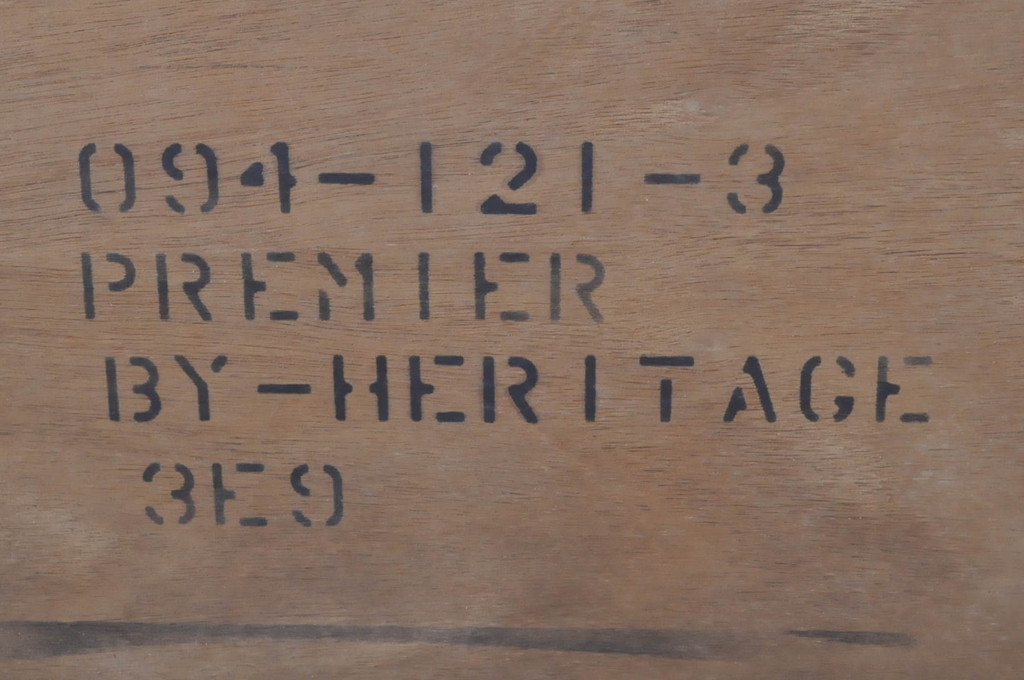 094-121-3
PREMIER
BY-HERITAGE
3E9